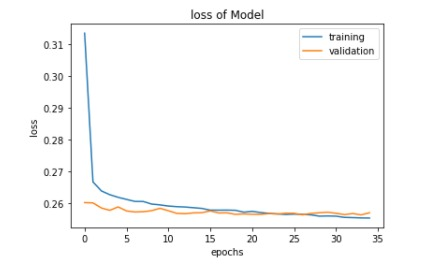 loss of Model
training
validation
loss
0.31
0.30
0.29
0.28
0.27
0.26
0 5 10 15 20 25 30 35
epochs